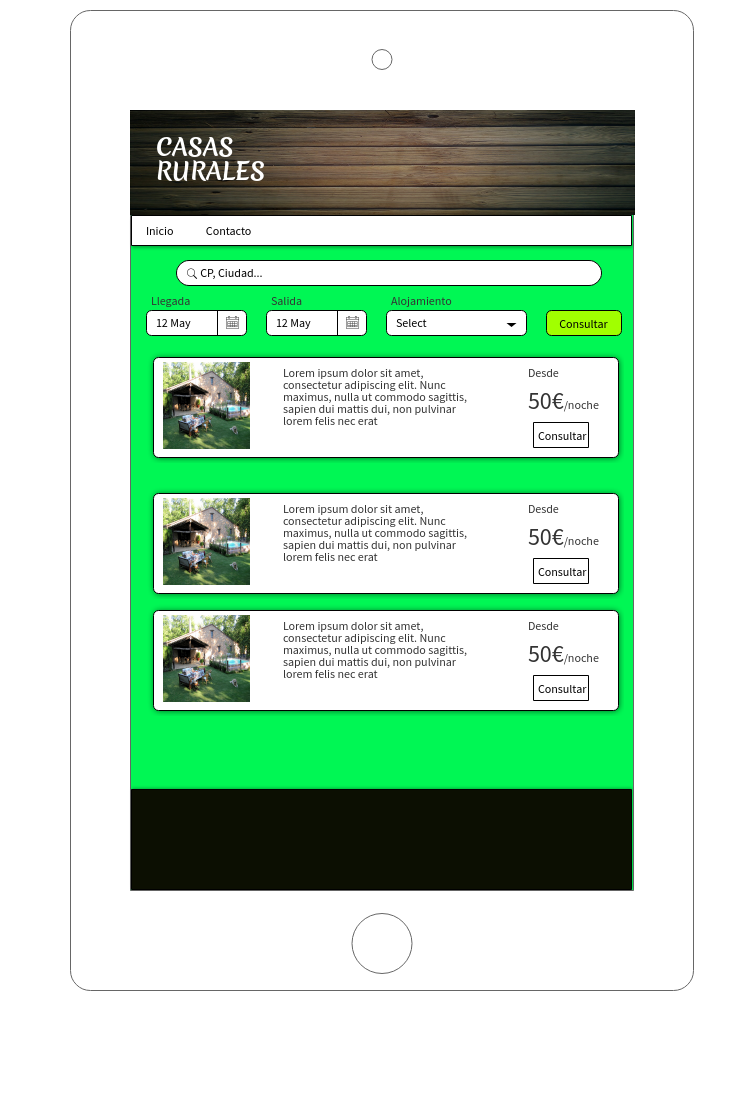 CASAS
RURALES
Inicio Contacto
CP, Ciudad...
Llegada Salida Alojamiento
12 May 12 May Select Consultar
Lorem ipsum dolor sit amet,
consectetur adipiscing elit. Nunc
maximus, nulla ut commodo sagittis,
sapien dui mattis dui, non pulvinar
lorem felis nec erat
Desde
50€/noche
Consultar
Lorem ipsum dolor sit amet,
consectetur adipiscing elit. Nunc
maximus, nulla ut commodo sagittis,
sapien dui mattis dui, non pulvinar
lorem felis nec erat
Desde
50€/noche
Consultar
Lorem ipsum dolor sit amet,
consectetur adipiscing elit. Nunc
maximus, nulla ut commodo sagittis,
sapien dui mattis dui, non pulvinar
lorem felis nec erat
Desde
50€/noche
Consultar